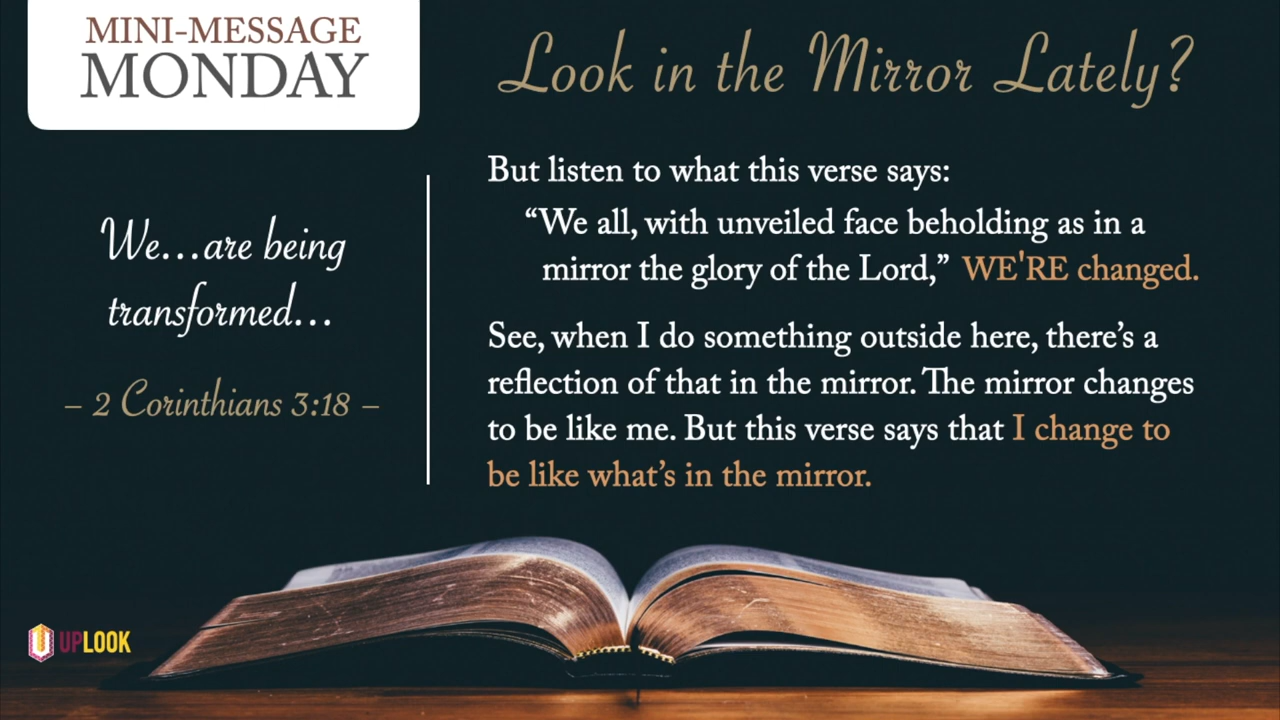 MINI-MESSAGE
MONDAY
We...are being
transformed...
– 2 Corinthians 3:18 –
Look in the Mirror Lately?
But listen to what this verse says:
“We all, with unveiled face beholding as in a
mirror the glory of the Lord,” WE'RE changed.
See, when I do something outside here, there’s a
reflection of that in the mirror. The mirror changes
to be like me. But this verse says that I change to
be like what’s in the mirror.
UPLOOK